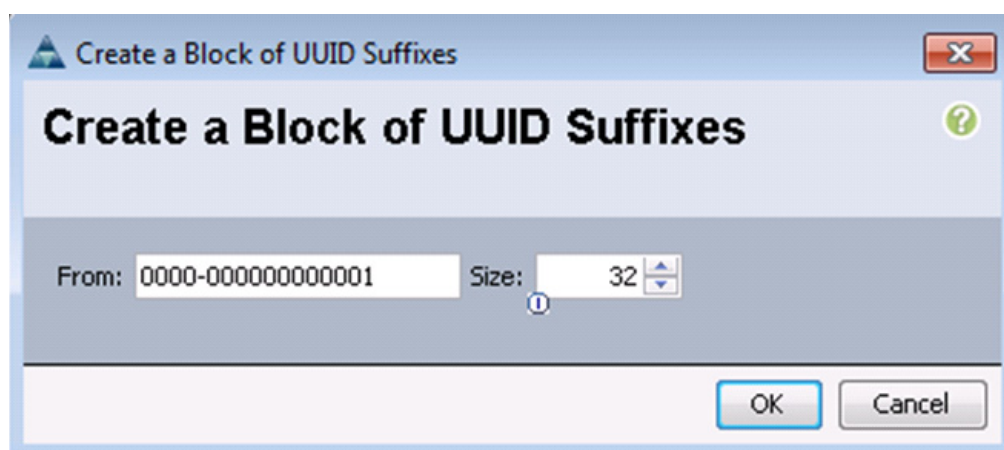 Create a Block of UUID Suffixes
Create a Block of UUID Suffixes
From: 0000-000000000001 Size: 32
OK Cancel